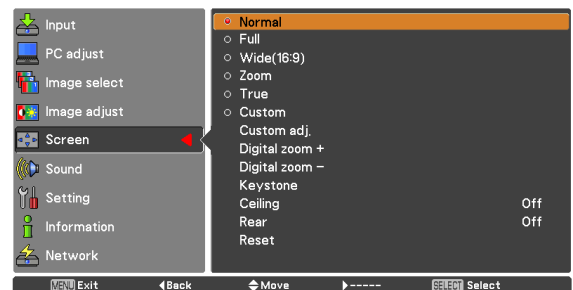 Input
PC adjust
Image select
Image adjust
Screen
Sound
Setting
Information
Network
Normal
Full
Wide(16:9)
Zoom
True
Custom
Custom adj.
Digital zoom +
Digital zoom –
Keystone
Ceiling Off
Rear Off
Reset
MENU Exit Back Move ----- SELECT Select